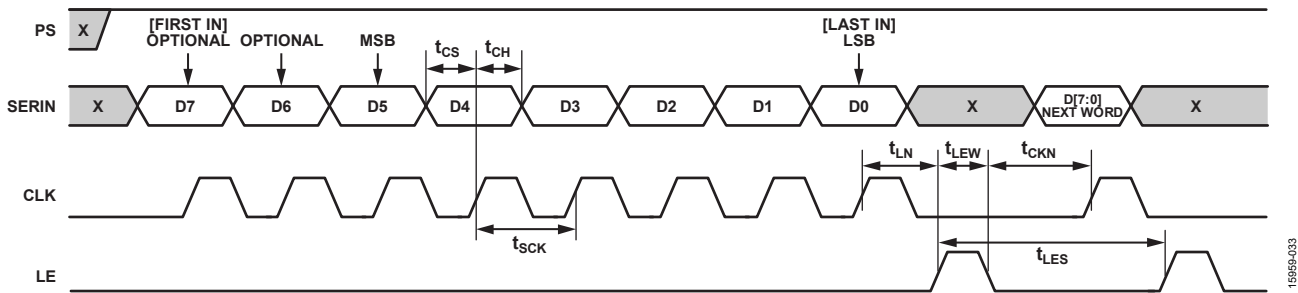 PS X
[FIRST IN]
OPTIONAL OPTIONAL MSB
[LAST IN]
LSB
tCS tCH
SERIN X D7 D6 D5 D4 D3 D2 D1 D0 X D[7:0]
NEXT WORD X
tLN tLEW tCKN
CLK
tSCK
tLES
LE
15959-033